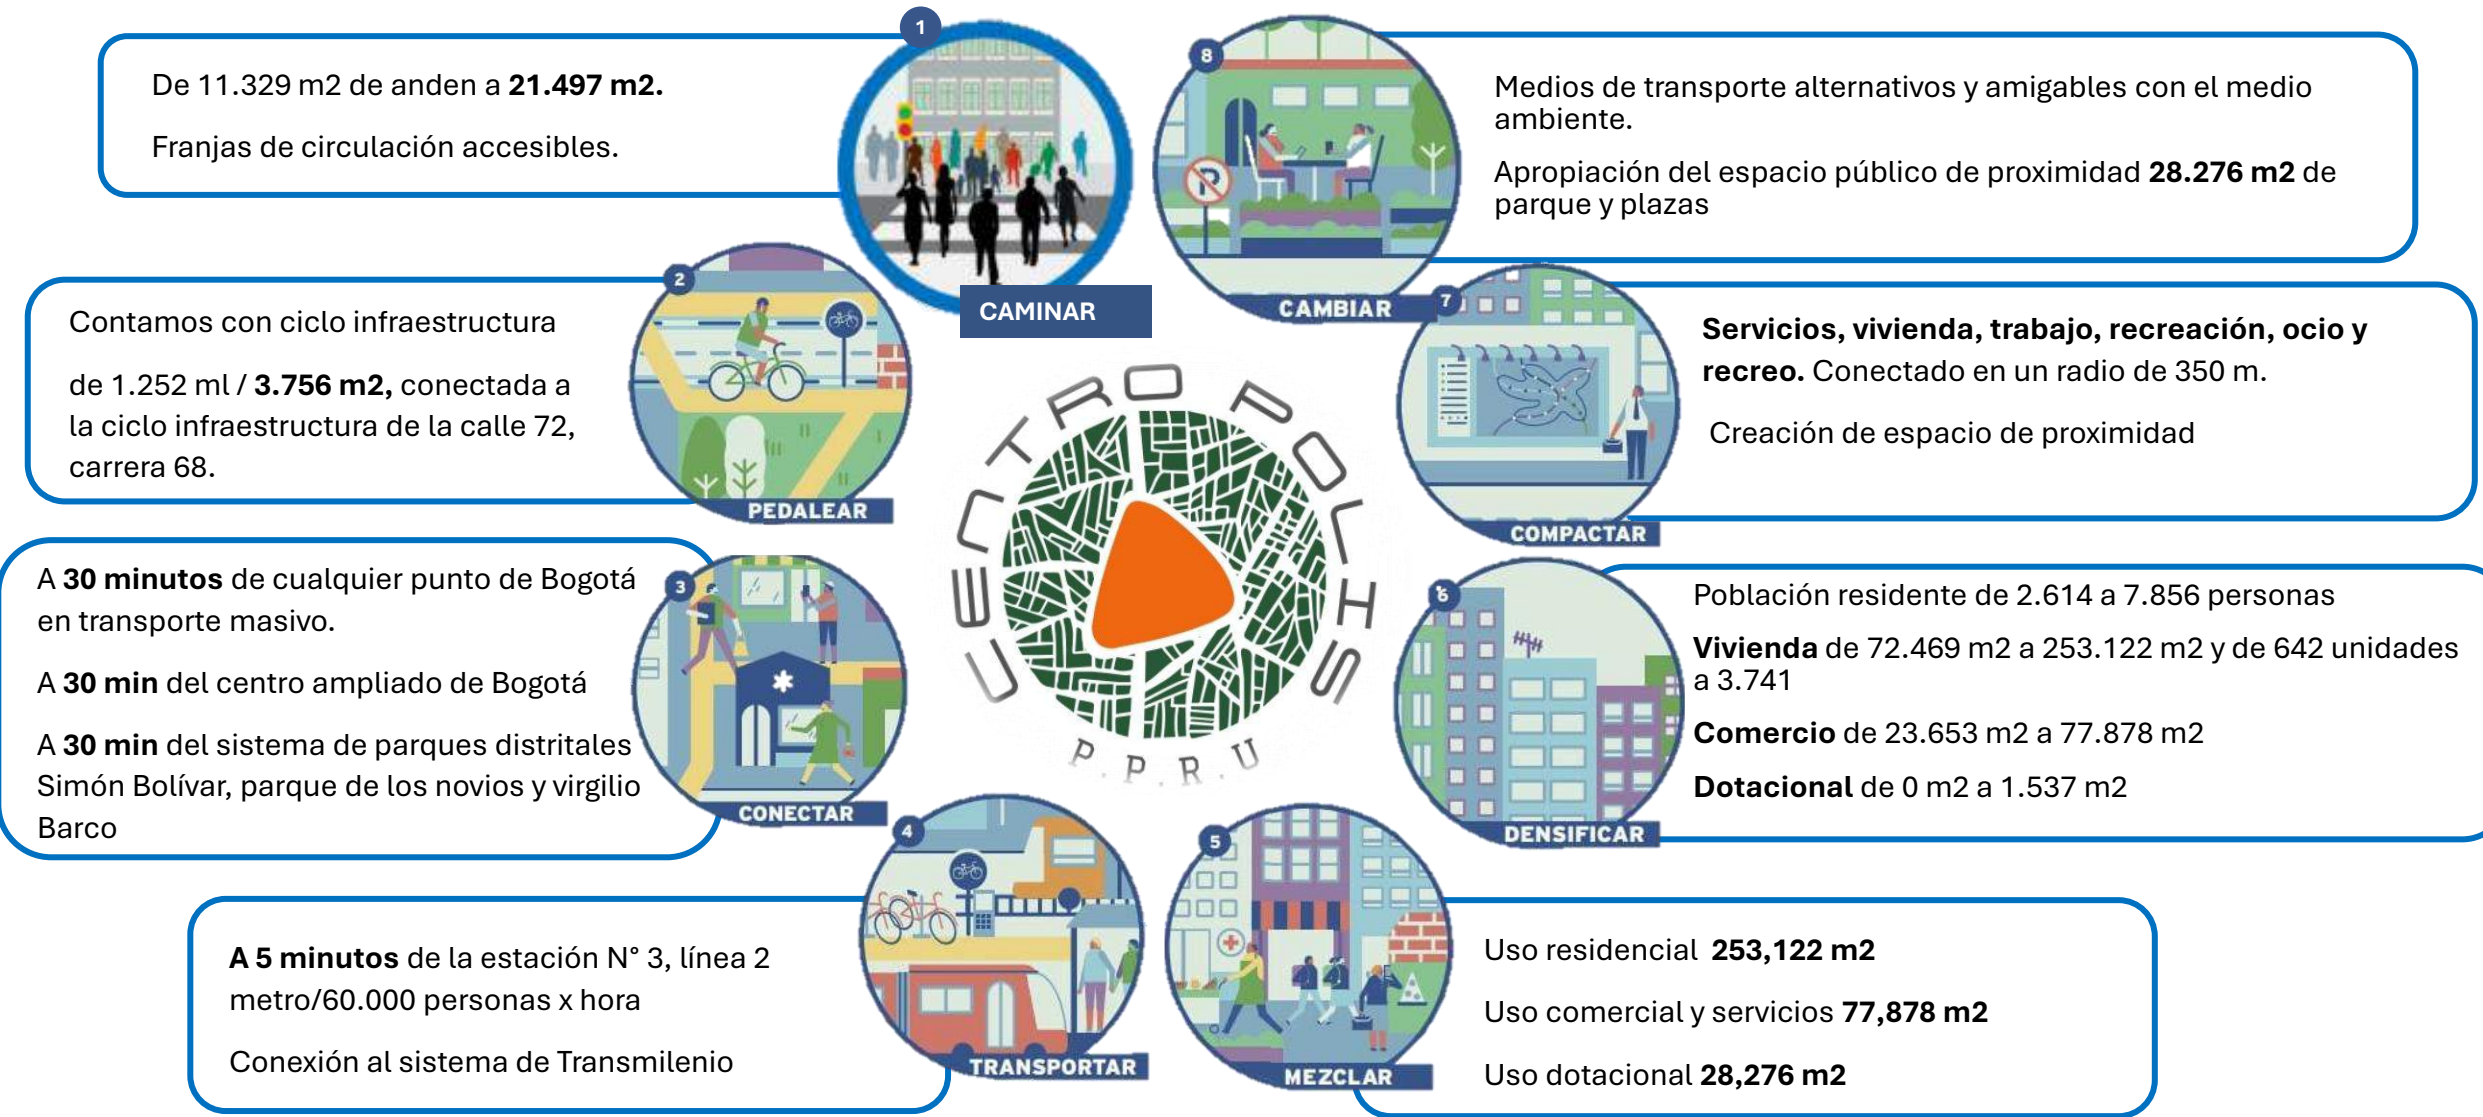 1
De 11.329 m2 de anden a 21.497 m2.
Franjas de circulación accesibles.
CAMINAR
2
Contamos con ciclo infraestructura
de 1.252 ml / 3.756 m2, conectada a
la ciclo infraestructura de la calle 72,
carrera 68.
PEDALEAR
3
A 30 minutos de cualquier punto de Bogotá
en transporte masivo.
A 30 min del centro ampliado de Bogotá
A 30 min del sistema de parques distritales
Simón Bolívar, parque de los novios y virgilio
Barco
CONECTAR
4
A 5 minutos de la estación N° 3, línea 2
metro/60.000 personas x hora
Conexión al sistema de Transmilenio
TRANSPORTAR
5
Uso residencial 253,122 m2
Uso comercial y servicios 77,878 m2
Uso dotacional 28,276 m2
MEZCLAR
6
Población residente de 2.614 a 7.856 personas
Vivienda de 72.469 m2 a 253.122 m2 y de 642 unidades
a 3.741
Comercio de 23.653 m2 a 77.878 m2
Dotacional de 0 m2 a 1.537 m2
DENSIFICAR
7
Servicios, vivienda, trabajo, recreación, ocio y
recreo. Conectado en un radio de 350 m.
Creación de espacio de proximidad
COMPACTAR
8
Medios de transporte alternativos y amigables con el medio
ambiente.
Apropiación del espacio público de proximidad 28.276 m2 de
parque y plazas
P
CAMBIAR
CENTRO POLIS
P.P.R.U